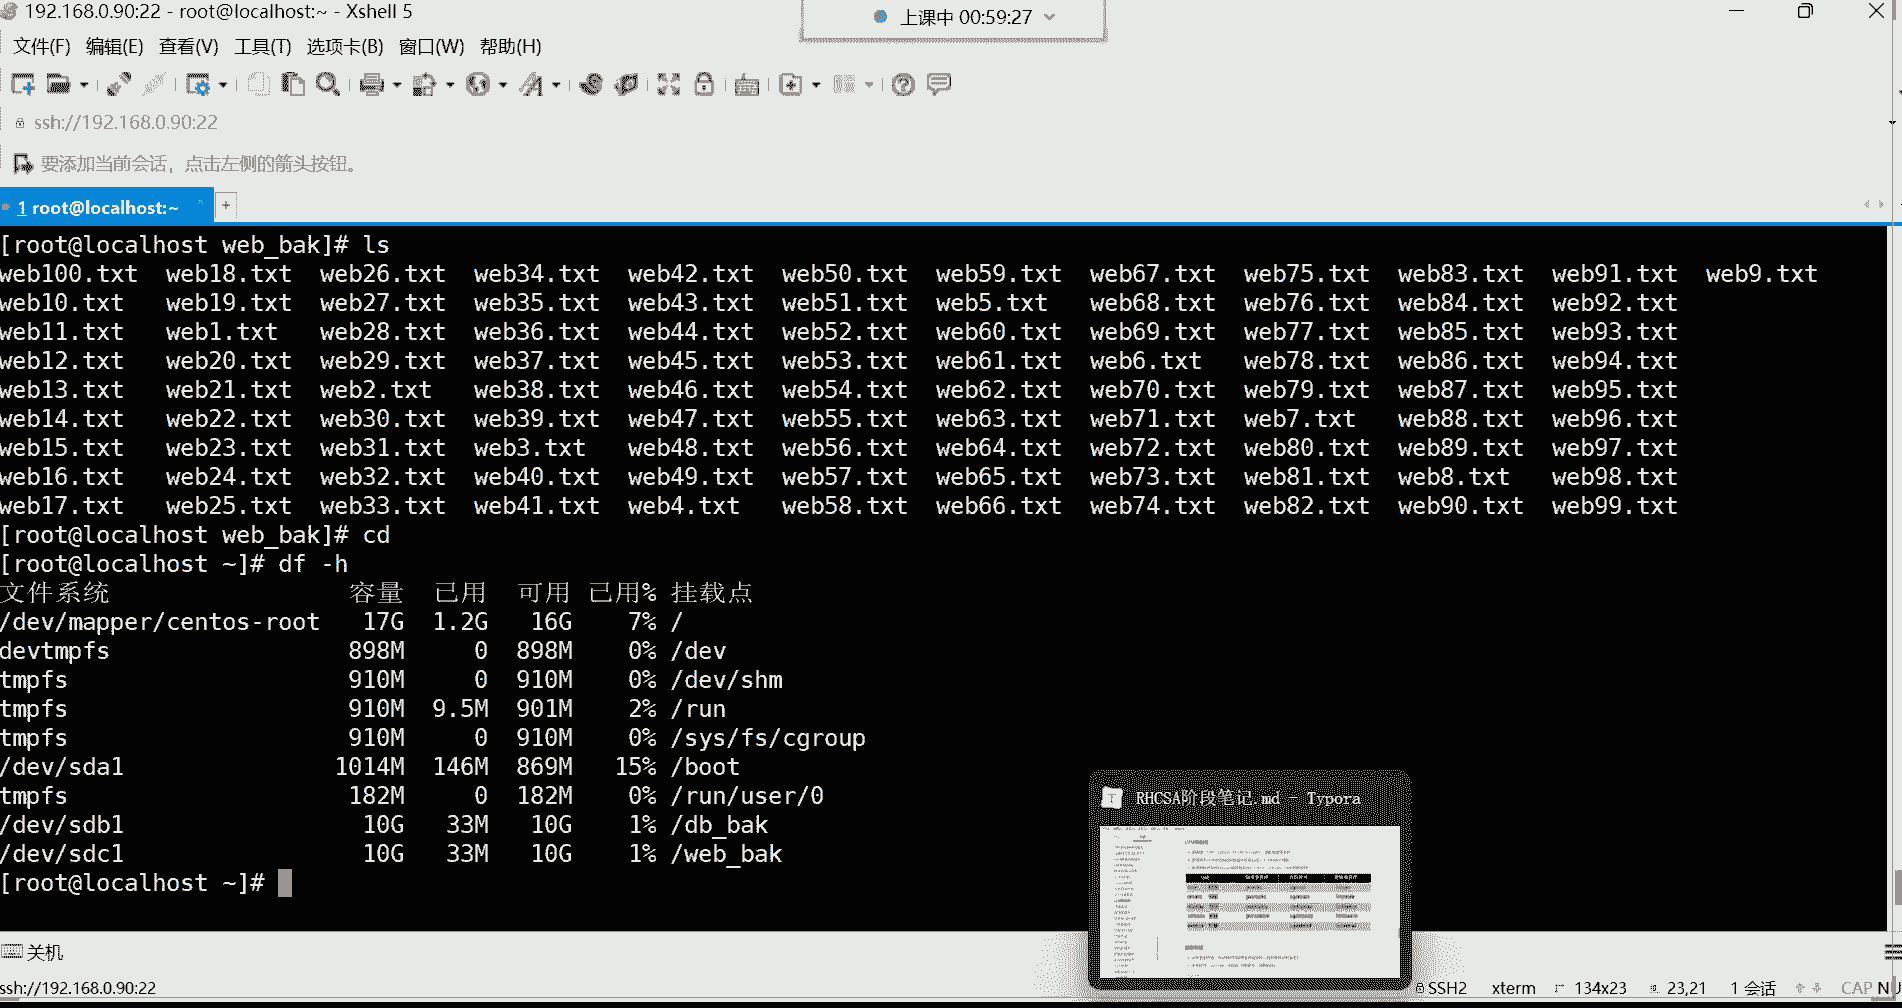 192.168.0.90:22 - root@localhost:~ - Xshell 5
上课中 00:59:27
文件(F) 编辑(E) 查看(V) 工具(T) 选项卡(B) 窗口(W) 帮助(H)
ssh://192.168.0.90:22
要添加当前会话，点击左侧的箭头按钮。
1 root@localhost:~
[root@localhost web_bak]# ls
web100.txt web18.txt web26.txt web34.txt web42.txt web50.txt web59.txt web67.txt web75.txt web83.txt web91.txt web9.txt
web10.txt web19.txt web27.txt web35.txt web43.txt web51.txt web5.txt web68.txt web76.txt web84.txt web92.txt
web11.txt web1.txt web28.txt web36.txt web44.txt web52.txt web60.txt web69.txt web77.txt web85.txt web93.txt
web12.txt web20.txt web29.txt web37.txt web45.txt web53.txt web61.txt web6.txt web78.txt web86.txt web94.txt
web13.txt web21.txt web2.txt web38.txt web46.txt web54.txt web62.txt web70.txt web79.txt web87.txt web95.txt
web14.txt web22.txt web30.txt web39.txt web47.txt web55.txt web63.txt web71.txt web7.txt web88.txt web96.txt
web15.txt web23.txt web31.txt web3.txt web48.txt web56.txt web64.txt web72.txt web80.txt web89.txt web97.txt
web16.txt web24.txt web32.txt web40.txt web49.txt web57.txt web65.txt web73.txt web81.txt web8.txt web98.txt
web17.txt web25.txt web33.txt web41.txt web4.txt web58.txt web66.txt web74.txt web82.txt web90.txt web99.txt
[root@localhost web_bak]# cd
[root@localhost ~]# df -h
文件系统 容量 已用 可用 已用% 挂载点
/dev/mapper/centos-root 17G 1.2G 16G 7% /
devtmpfs 898M 0 898M 0% /dev
tmpfs 910M 0 910M 0% /dev/shm
tmpfs 910M 9.5M 901M 2% /run
tmpfs 910M 0 910M 0% /sys/fs/cgroup
/dev/sda1 1014M 146M 869M 15% /boot
tmpfs 182M 0 182M 0% /run/user/0
/dev/sdb1 10G 33M 10G 1% /db_bak
/dev/sdc1 10G 33M 10G 1% /web_bak
[root@localhost ~]#
RHCSA阶段笔记.md - Typora
关机
ssh://192.168.0.90:22 SSH2 xterm 134x23 23,21 1 会话 CAP NU